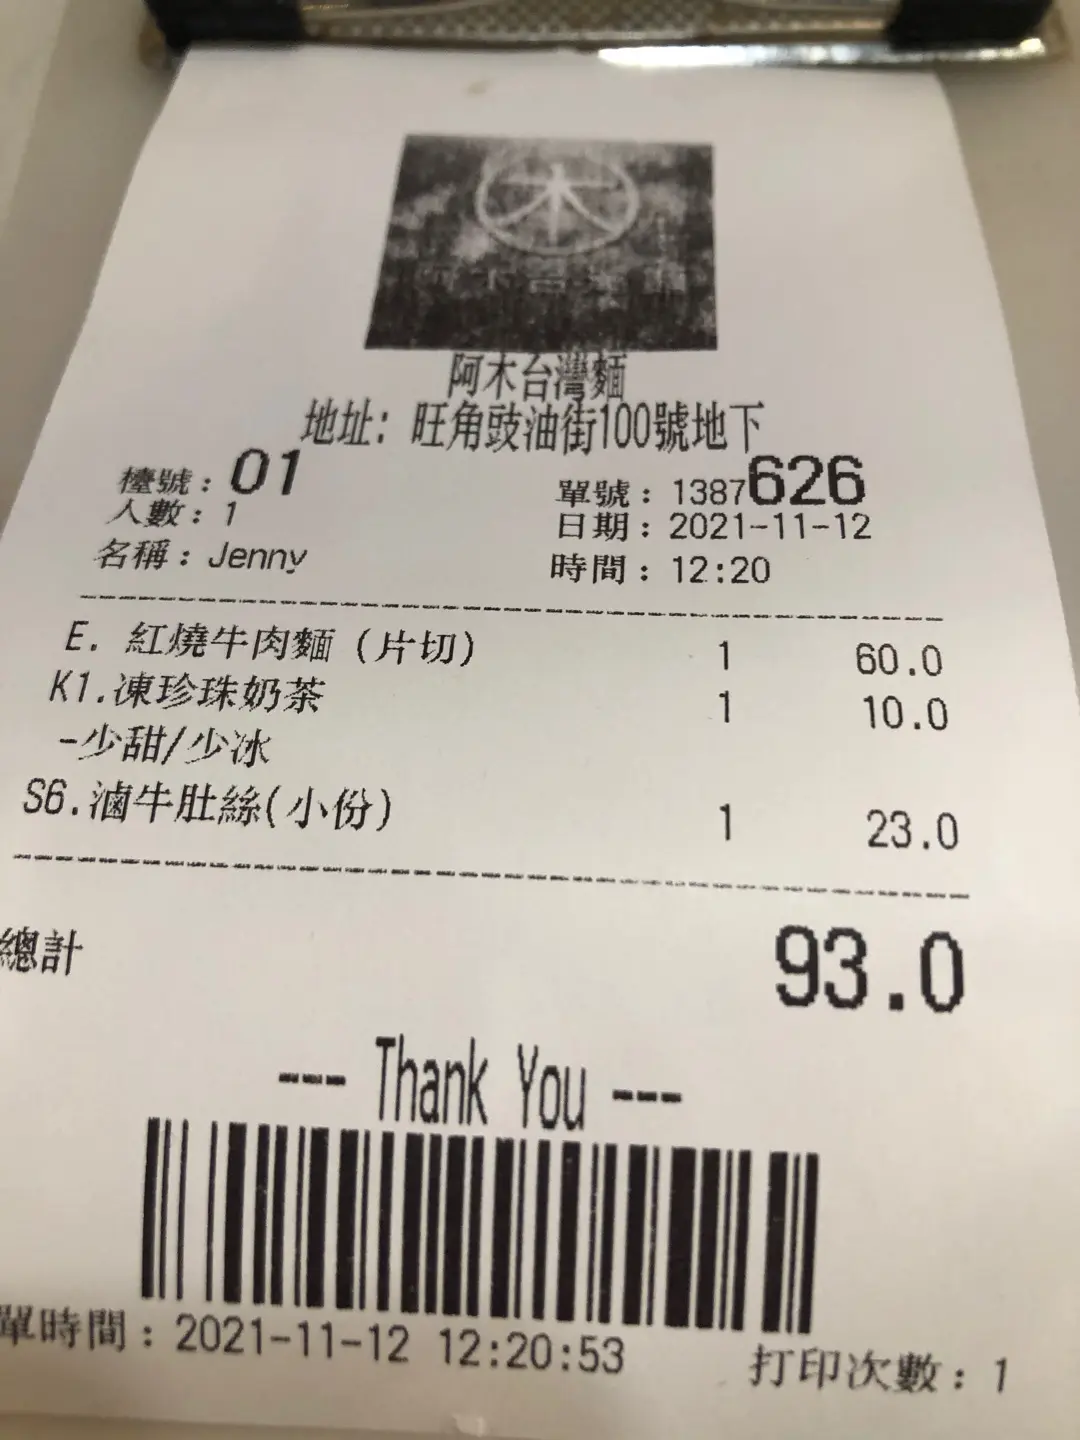 木
阿木台灣麵
地址: 旺角豉油街100號地下
檯號: 01
單號: 1387626
人數: 1
日期: 2021-11-12
名稱: Jenny
時間: 12:20
E. 紅燒牛肉麵 (片切) 1 60.0
K1.凍珍珠奶茶 1 10.0
-少甜/少冰
S6.滷牛肚絲(小份) 1 23.0
總計 93.0
--- Thank You ---
單時間: 2021-11-12 12:20:53 打印次數: 1